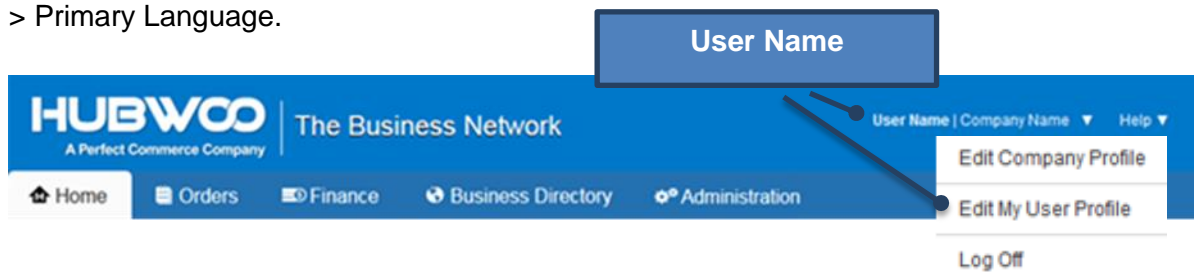 > Primary Language.
User Name
HUBWOO
A Perfect Commerce Company
The Business Network
User Name | Company Name ▼ Help ▼
Edit Company Profile
Home Orders Finance Business Directory Administration
Edit My User Profile
Log Off